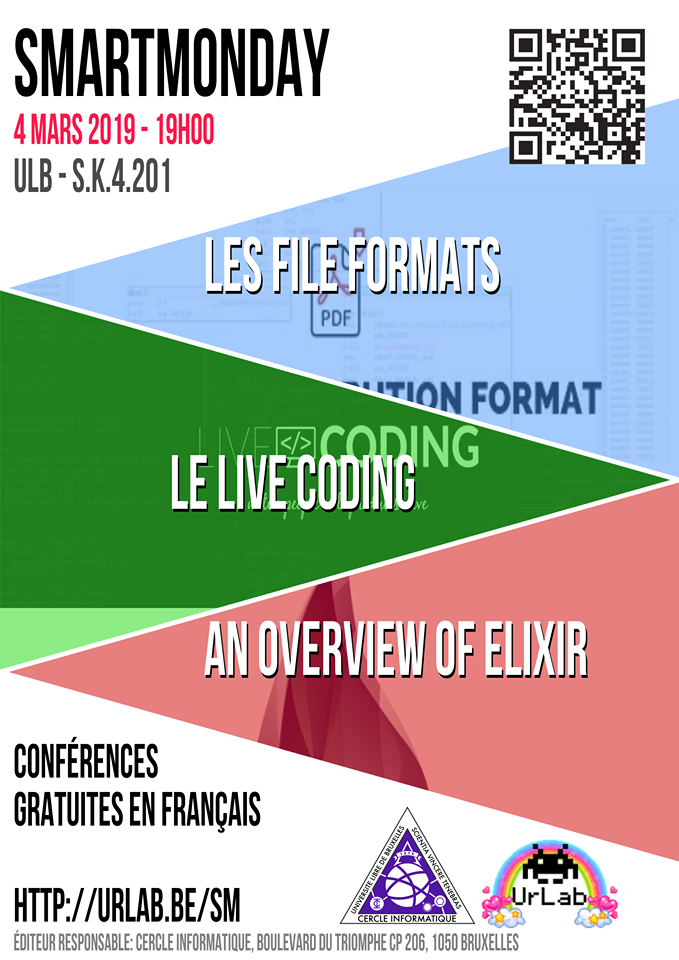 SMARTMONDAY
4 MARS 2019 - 19H00
ULB - S.K.4.201
LES FILE FORMATS
PDF
FORMAT
LIVE </> CODING
LE LIVE CODING
AN OVERVIEW OF ELIXIR
CONFÉRENCES
GRATUITES EN FRANÇAIS
UNIVERSITE LIBRE DE BRUXELLES
SCIENTIA VINCERE TENEBRAS
CERCLE INFORMATIQUE
UrLab
HTTP://URLAB.BE/SM
ÉDITEUR RESPONSABLE: CERCLE INFORMATIQUE, BOULEVARD DU TRIOMPHE CP 206, 1050 BRUXELLES